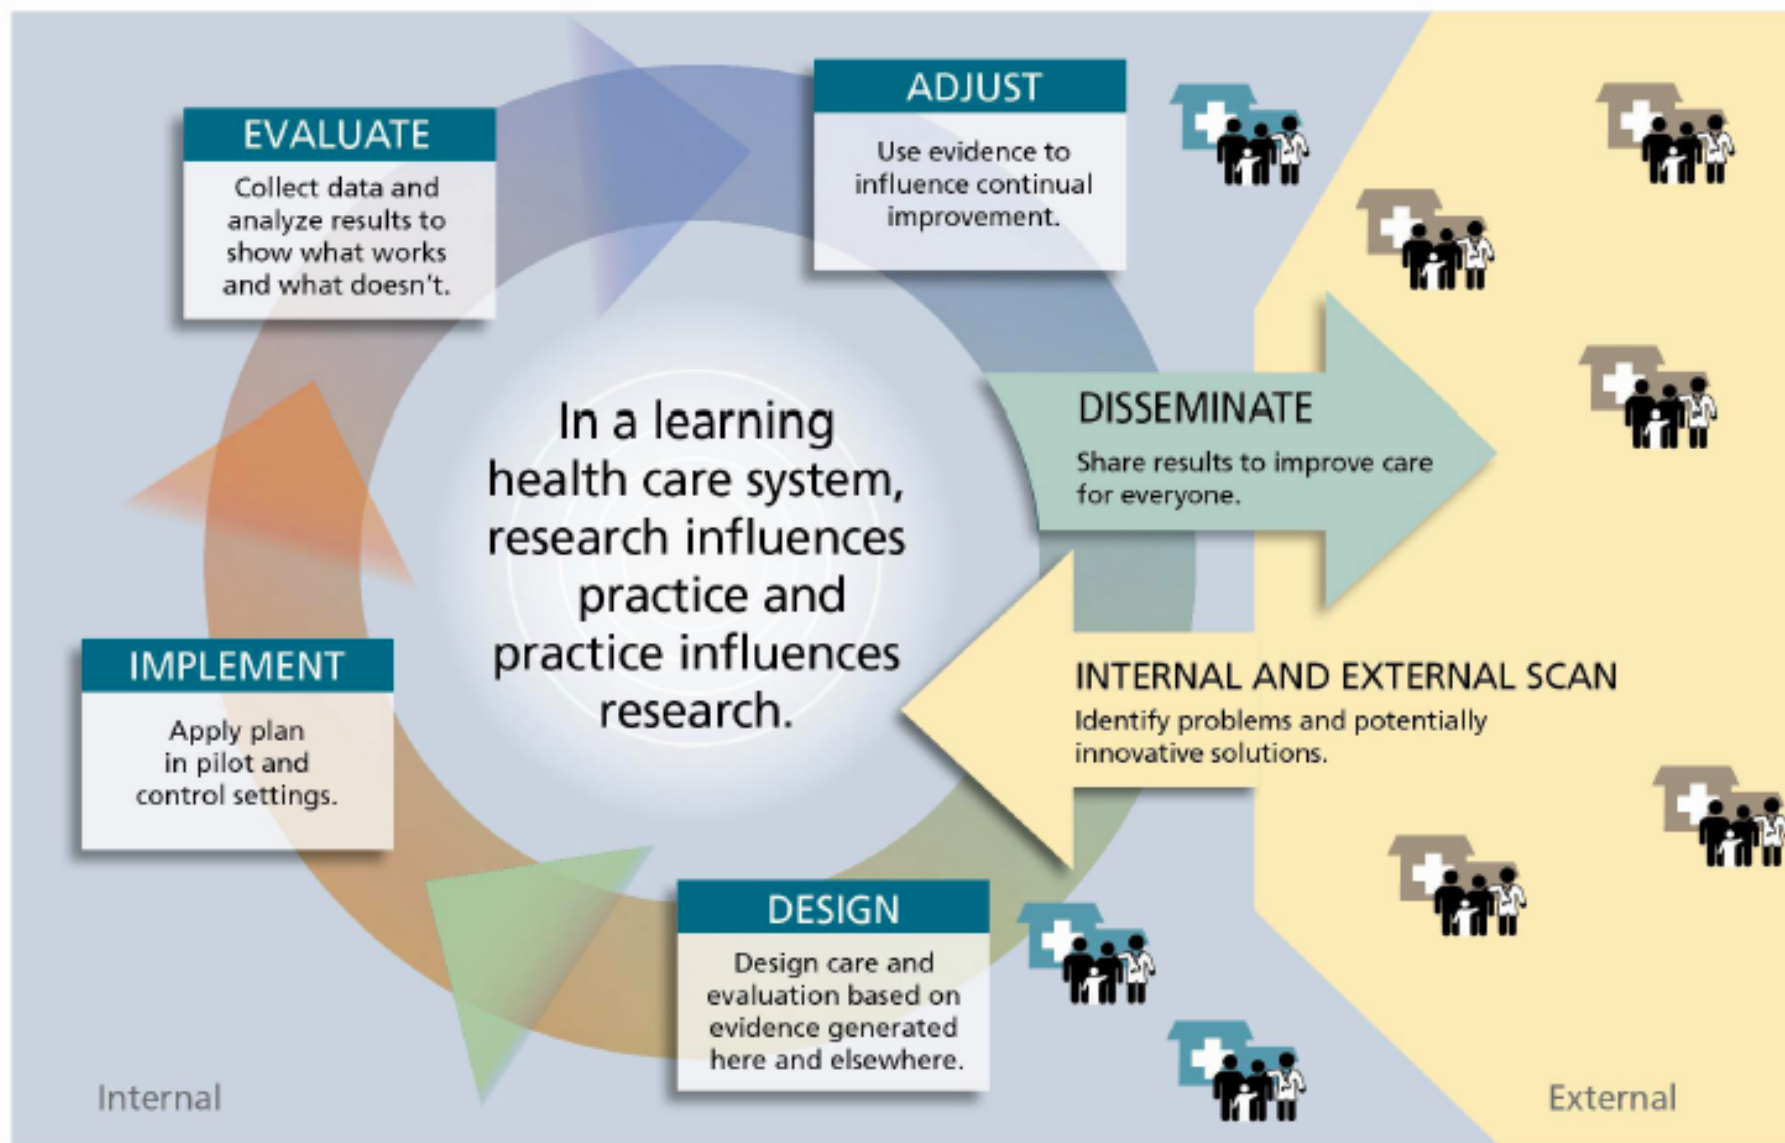 EVALUATE
Collect data and
analyze results to
show what works
and what doesn't.
ADJUST
Use evidence to
influence continual
improvement.
In a learning
health care system,
research influences
practice and
practice influences
research.
DISSEMINATE
Share results to improve care
for everyone.
INTERNAL AND EXTERNAL SCAN
Identify problems and potentially
innovative solutions.
IMPLEMENT
Apply plan
in pilot and
control settings.
DESIGN
Design care and
evaluation based on
evidence generated
here and elsewhere.
Internal
External